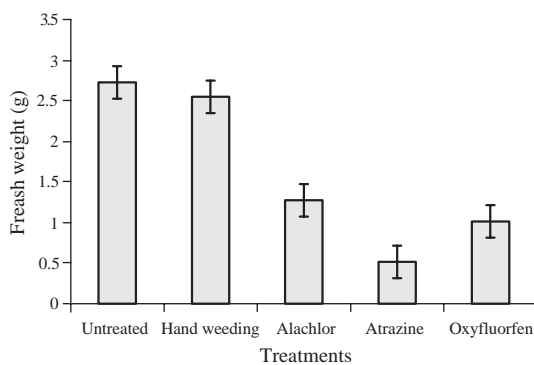 3.5
3
2.5
2
1.5
1
0.5
0
Freash weight (g)
Untreated Hand weeding Alachlor Atrazine Oxyfluorfen
Treatments